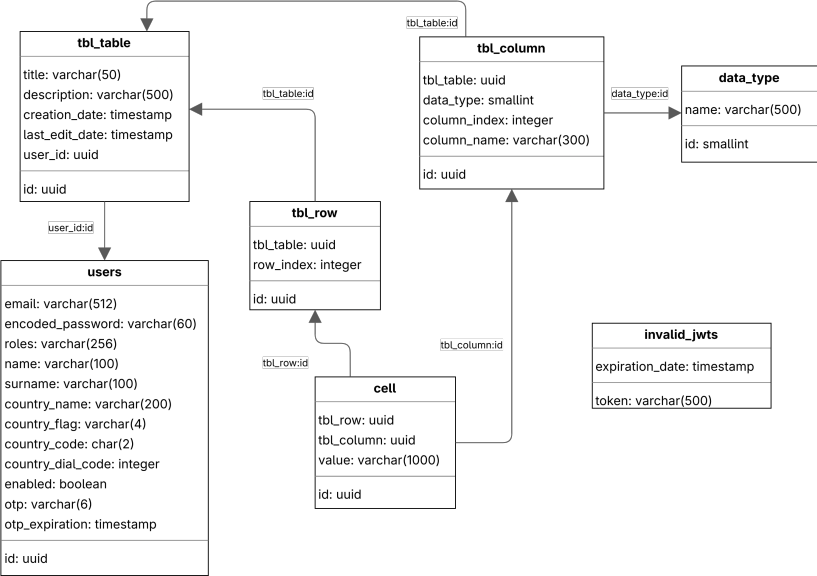 tbl_table:id
tbl_table
title: varchar(50)
description: varchar(500)
creation_date: timestamp
last_edit_date: timestamp
user_id: uuid
id: uuid
tbl_column
tbl_table: uuid
data_type: smallint
column_index: integer
column_name: varchar(300)
id: uuid
data_type:id
data_type
name: varchar(500)
id: smallint
tbl_table:id
tbl_row
tbl_table: uuid
row_index: integer
id: uuid
user_id:id
users
email: varchar(512)
encoded_password: varchar(60)
roles: varchar(256)
name: varchar(100)
surname: varchar(100)
country_name: varchar(200)
country_flag: varchar(4)
country_code: char(2)
country_dial_code: integer
enabled: boolean
otp: varchar(6)
otp_expiration: timestamp
id: uuid
tbl_row:id
tbl_column:id
cell
tbl_row: uuid
tbl_column: uuid
value: varchar(1000)
id: uuid
invalid_jwts
expiration_date: timestamp
token: varchar(500)